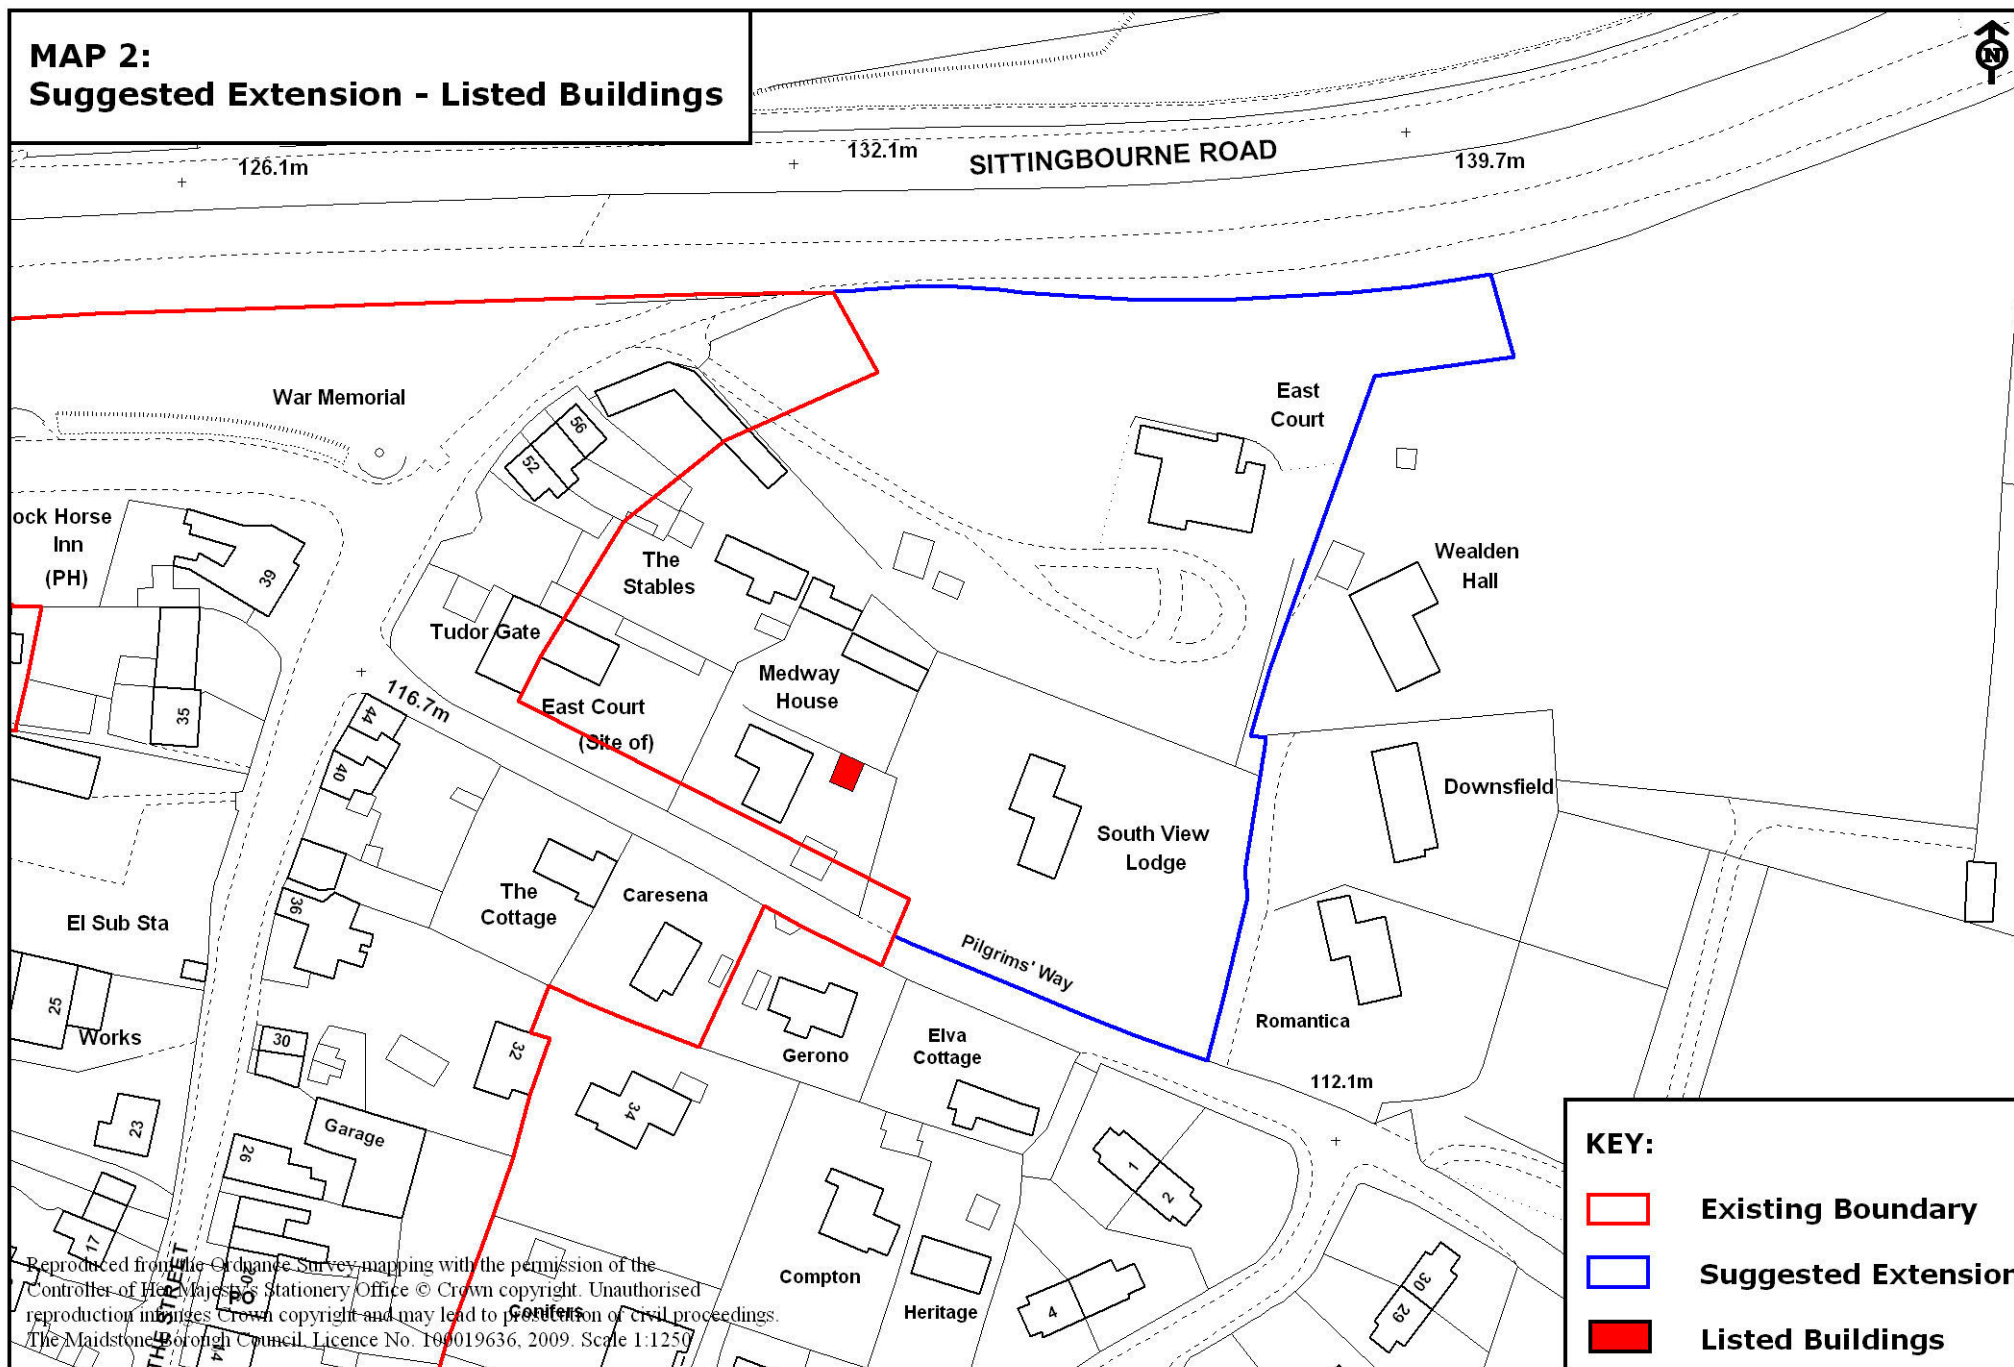 MAP 2:
Suggested Extension - Listed Buildings
N
126.1m
132.1m
SITTINGBOURNE ROAD
139.7m
War Memorial
East
Court
56
52
ock Horse
Inn
(PH)
39
The
Stables
Wealden
Hall
Tudor Gate
Medway
House
East Court
(Site of)
116.7m
35
44
40
Downsfield
South View
Lodge
The
Cottage
Caresena
36
El Sub Sta
Pilgrims' Way
25
Works
30
32
Gerono
Elva
Cottage
Romantica
112.1m
34
23
Garage
26
1
2
17
Compton
Heritage
4
30
29
20
PO
Conifers
14
THE STREET
KEY:
Existing Boundary
Suggested Extension
Listed Buildings
Reproduced from the Ordnance Survey mapping with the permission of the
Controller of Her Majesty's Stationery Office © Crown copyright. Unauthorised
reproduction infringes Crown copyright and may lead to prosecution or civil proceedings.
The Maidstone Borough Council. Licence No. 100019636, 2009. Scale 1:1250